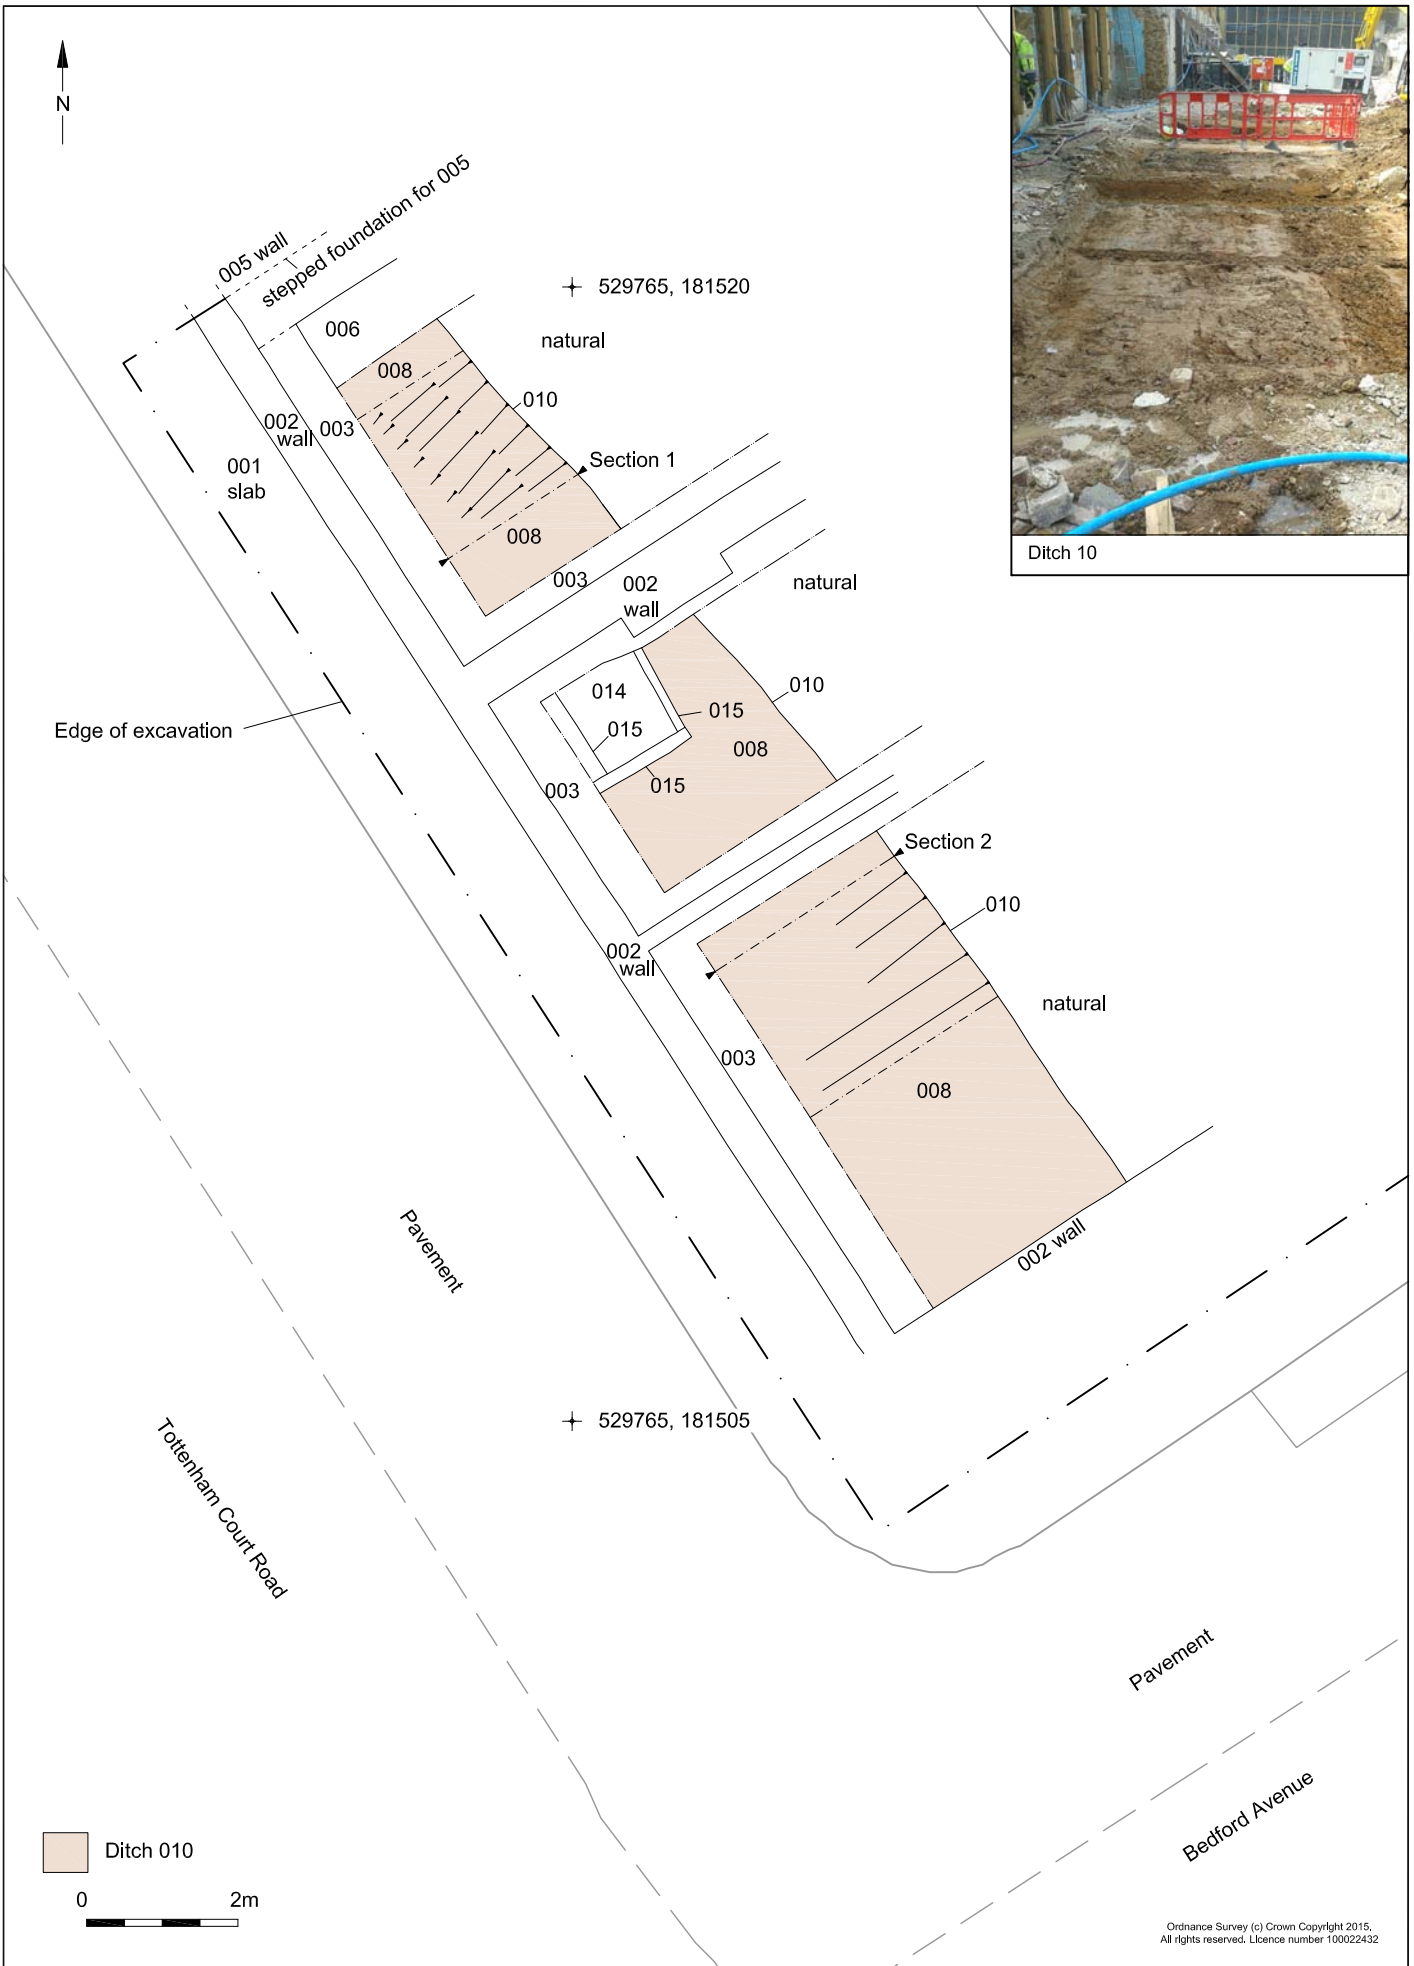 N
005 wall
stepped foundation for 005
529765, 181520
006
natural
008
010
002
wall
003
001
slab
Section 1
008
003
002
wall
natural
Ditch 10
014
015
010
015
008
015
003
Edge of excavation
Section 2
010
002
wall
natural
003
008
002 wall
Pavement
529765, 181505
Tottenham Court Road
Pavement
Bedford Avenue
Ditch 010
0 2m
Ordnance Survey (c) Crown Copyright 2015.
All rights reserved. Licence number 100022432